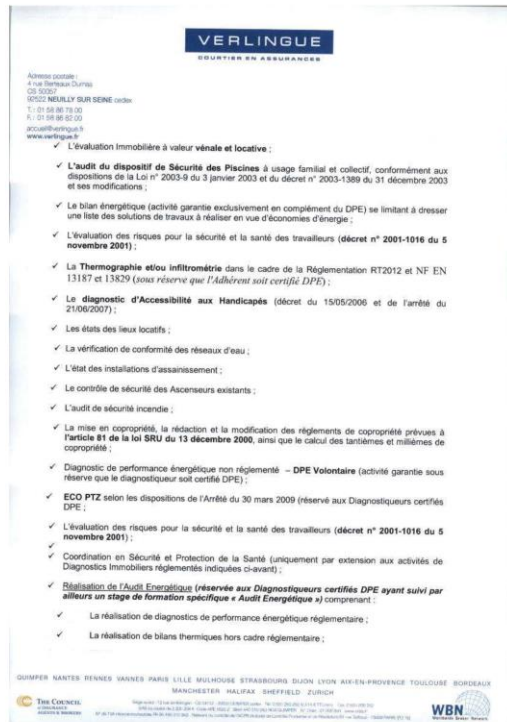 VERLINGUE
COURTIER EN ASSURANCES
Adresse postale :
4 rue Berteaux Dumas
CS 50057
92522 NEUILLY SUR SEINE cedex
T. : 01 58 86 78 00
F. : 01 58 86 82 00
accueil@verlingue.fr
www.verlingue.fr
✓ L'évaluation Immobilière à valeur vénale et locative ;
✓ L'audit du dispositif de Sécurité des Piscines à usage familial et collectif, conformément aux
dispositions de la Loi n° 2003-9 du 3 janvier 2003 et du décret n° 2003-1389 du 31 décembre 2003
et ses modifications ;
✓ Le bilan énergétique (activité garantie exclusivement en complément du DPE) se limitant à dresser
une liste des solutions de travaux à réaliser en vue d'économies d'énergie ;
✓ L'évaluation des risques pour la sécurité et la santé des travailleurs (décret n° 2001-1016 du 5
novembre 2001) ;
✓ La Thermographie et/ou infiltrométrie dans le cadre de la Réglementation RT2012 et NF EN
13187 et 13829 (sous réserve que l'Adhérent soit certifié DPE) ;
✓ Le diagnostic d'Accessibilité aux Handicapés (décret du 15/05/2006 et de l'arrêté du
21/06/2007) ;
✓ Les états des lieux locatifs ;
✓ La vérification de conformité des réseaux d'eau ;
✓ L'état des installations d'assainissement ;
✓ Le contrôle de sécurité des Ascenseurs existants ;
✓ L'audit de sécurité incendie ;
✓ La mise en copropriété, la rédaction et la modification des règlements de copropriété prévues à
l'article 81 de la loi SRU du 13 décembre 2000, ainsi que le calcul des tantièmes et millièmes de
copropriété ;
✓ Diagnostic de performance énergétique non réglementé – DPE Volontaire (activité garantie sous
réserve que le diagnostiqueur soit certifié DPE) ;
✓ ECO PTZ selon les dispositions de l'Arrêté du 30 mars 2009 (réservé aux Diagnostiqueurs certifiés
DPE ;
✓ L'évaluation des risques pour la sécurité et la santé des travailleurs (décret n° 2001-1016 du 5
novembre 2001) ;
✓
✓ Coordination en Sécurité et Protection de la Santé (uniquement par extension aux activités de
Diagnostics Immobiliers réglementés indiquées ci-avant) ;
✓ Réalisation de l'Audit Energétique (réservée aux Diagnostiqueurs certifiés DPE ayant suivi par
ailleurs un stage de formation spécifique « Audit Energétique ») comprenant :
✓ La réalisation de diagnostics de performance énergétique réglementaire ;
✓ La réalisation de bilans thermiques hors cadre réglementaire ;
QUIMPER NANTES RENNES VANNES PARIS LILLE MULHOUSE STRASBOURG DIJON LYON AIX-EN-PROVENCE TOULOUSE BORDEAUX
MANCHESTER HALIFAX SHEFFIELD ZURICH
THE COUNCIL
WBN
Worldwide Broker Network